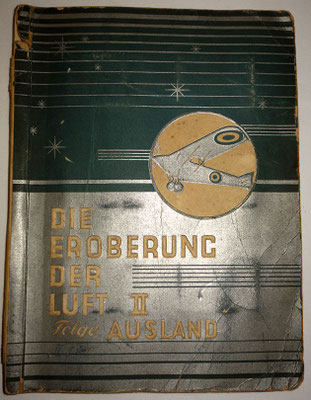 DIE
EROBERUNG
DER
LUFT II
Folge AUSLAND